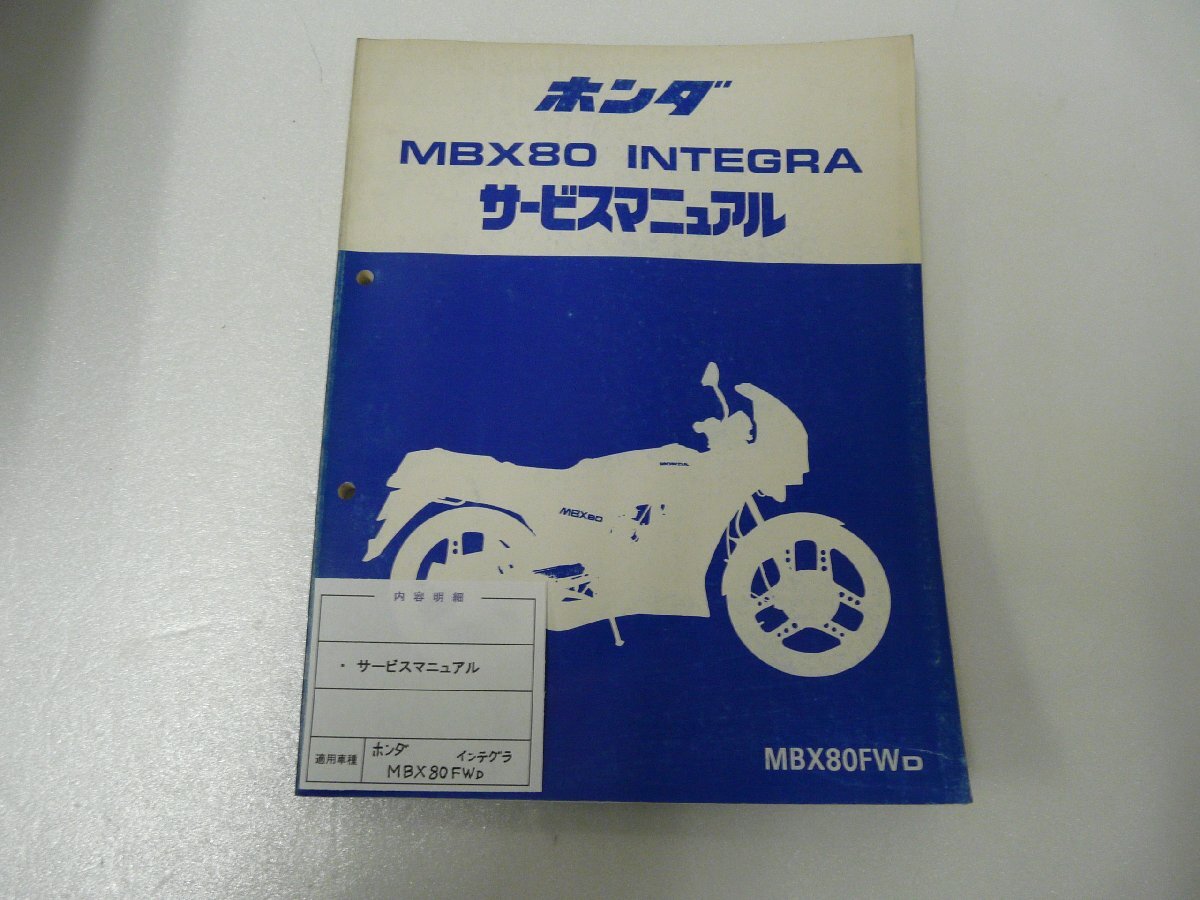 ホンダ
MBX80 INTEGRA
サービスマニュアル
HONDA
MBX80
内容明細
・サービスマニュアル
適用車種
ホンダ インテグラ
MBX80FWD
MBX80FWD